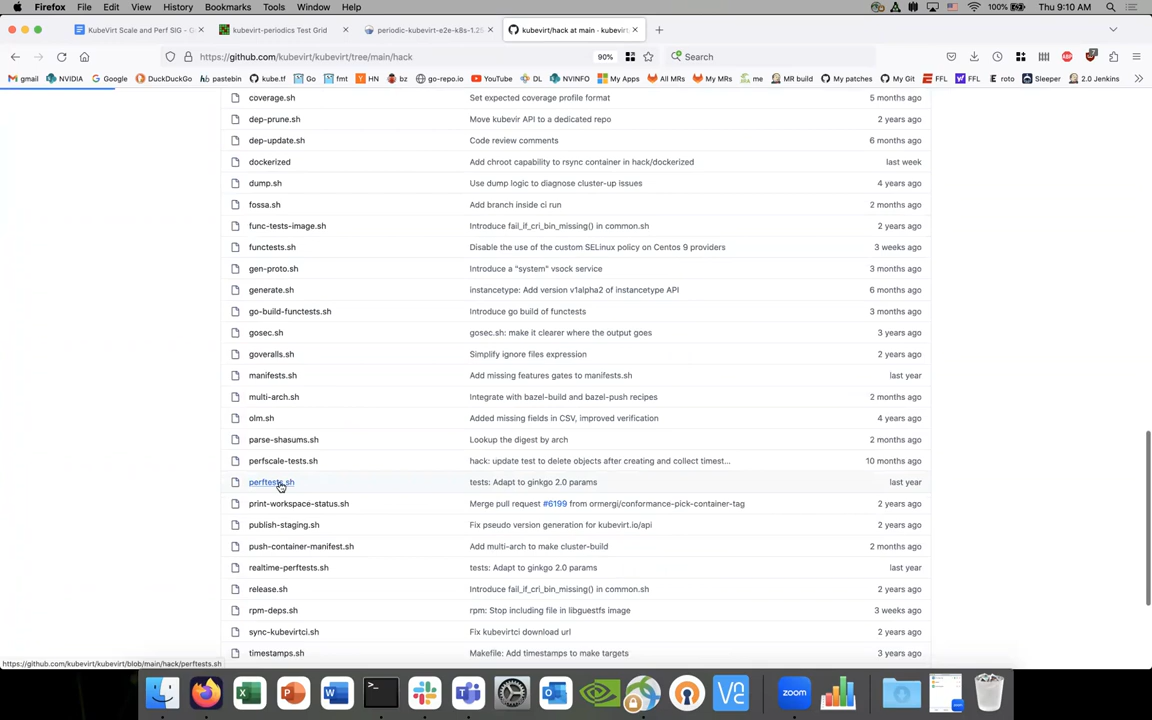 Firefox File Edit View History Bookmarks Tools Window Help 100% Thu 9:10 AM
KubeVirt Scale and Perf SIG - G
kubevirt-periodics Test Grid
periodic-kubevirt-e2e-k8s-1.25
kubevirt/hack at main · kubevirt
https://github.com/kubevirt/kubevirt/tree/main/hack 90% Search
gmail NVIDIA Google DuckDuckGo pastebin kube.tf Go fmt HN bz go-repo.io YouTube DL NVINFO My Apps All MRs My MRs me MR build My patches My Git FFL FFL roto Sleeper 2.0 Jenkins
coverage.sh Set expected coverage profile format 5 months ago
dep-prune.sh Move kubevir API to a dedicated repo 2 years ago
dep-update.sh Code review comments 6 months ago
dockerized Add chroot capability to rsync container in hack/dockerized last week
dump.sh Use dump logic to diagnose cluster-up issues 4 years ago
fossa.sh Add branch inside ci run 2 months ago
func-tests-image.sh Introduce fail_if_cri_bin_missing() in common.sh 2 years ago
functests.sh Disable the use of the custom SELinux policy on Centos 9 providers 3 weeks ago
gen-proto.sh Introduce a "system" vsock service 3 months ago
generate.sh instancetype: Add version v1alpha2 of instancetype API 6 months ago
go-build-functests.sh Introduce go build of functests 3 months ago
gosec.sh gosec.sh: make it clearer where the output goes 3 years ago
goveralls.sh Simplify ignore files expression 2 years ago
manifests.sh Add missing features gates to manifests.sh last year
multi-arch.sh Integrate with bazel-build and bazel-push recipes 2 months ago
olm.sh Added missing fields in CSV, improved verification 4 years ago
parse-shasums.sh Lookup the digest by arch 2 months ago
perfscale-tests.sh hack: update test to delete objects after creating and collect timest... 10 months ago
perftests.sh tests: Adapt to ginkgo 2.0 params last year
print-workspace-status.sh Merge pull request #6199 from ormergi/conformance-pick-container-tag 2 years ago
publish-staging.sh Fix pseudo version generation for kubevirt.io/api 2 years ago
push-container-manifest.sh Add multi-arch to make cluster-build 2 months ago
realtime-perftests.sh tests: Adapt to ginkgo 2.0 params last year
release.sh Introduce fail_if_cri_bin_missing() in common.sh 2 years ago
rpm-deps.sh rpm: Stop including file in libguestfs image 3 weeks ago
sync-kubevirtci.sh Fix kubevirtci download url 2 years ago
timestamps.sh Makefile: Add timestamps to make targets 3 years ago
https://github.com/kubevirt/kubevirt/blob/main/hack/perftests.sh
zoom